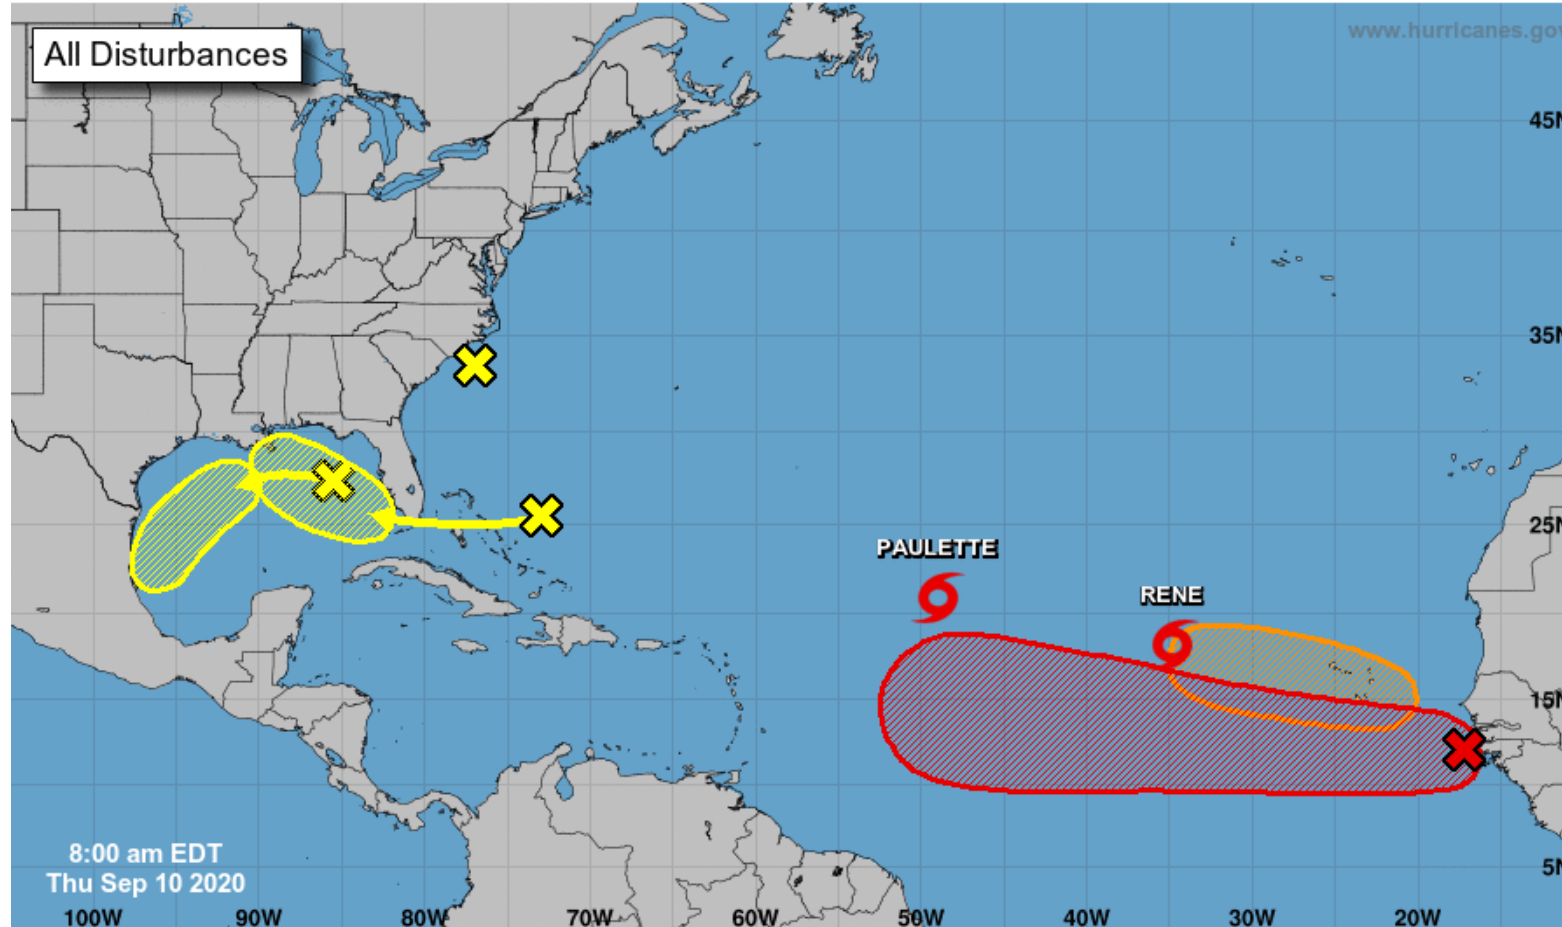 All Disturbances
www.hurricanes.gov
45N
35N
PAULETTE
25N
RENE
15N
8:00 am EDT
Thu Sep 10 2020
5N
100W 90W 80W 70W 60W 50W 40W 30W 20W